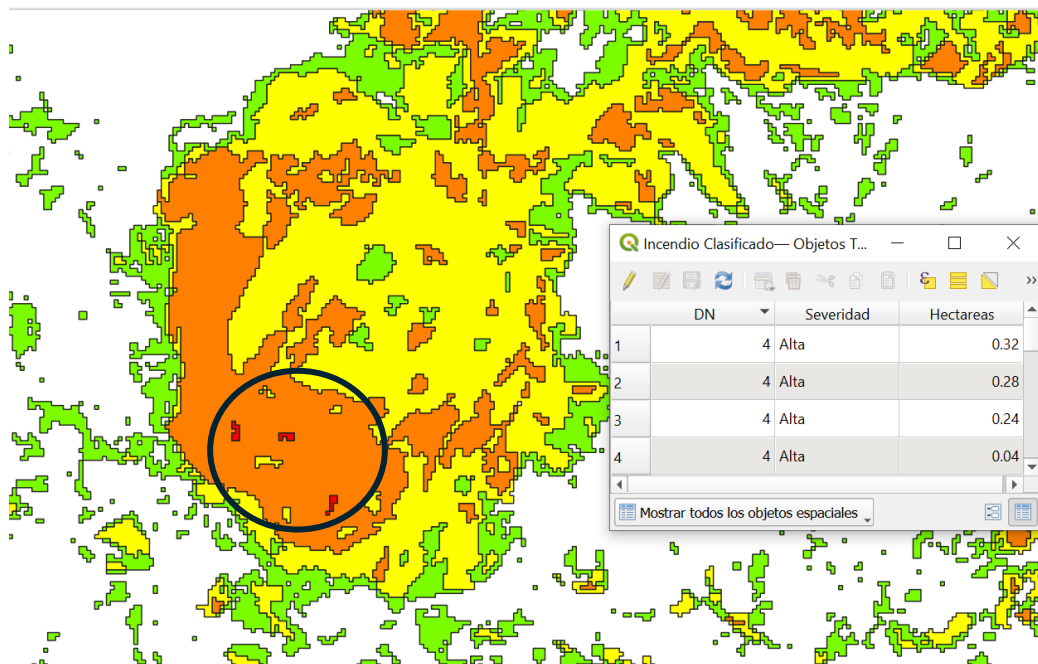 Incendio Clasificado— Objetos T...
DN Severidad Hectareas
1 4 Alta 0.32
2 4 Alta 0.28
3 4 Alta 0.24
4 4 Alta 0.04
Mostrar todos los objetos espaciales